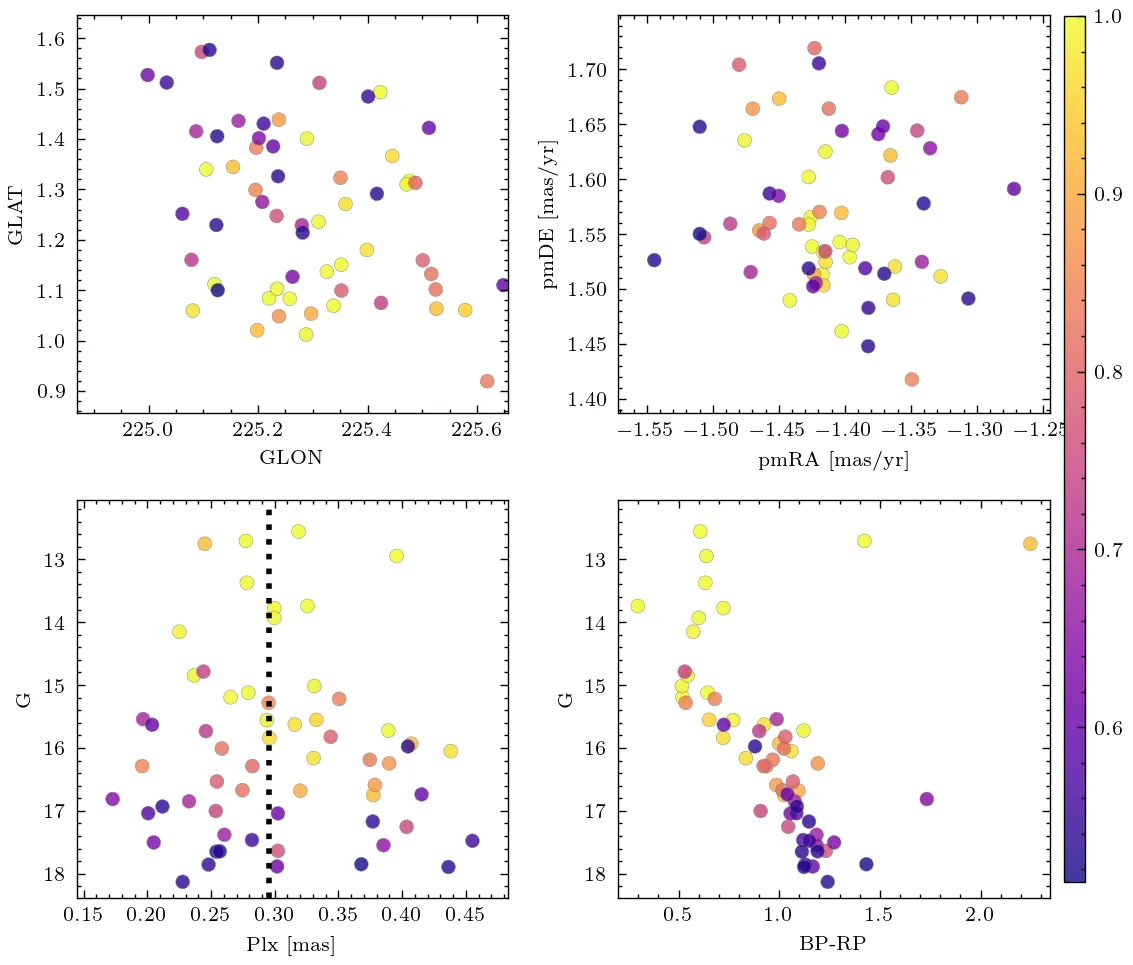 1.6
1.5
1.4
1.3
1.2
1.1
1.0
0.9
GLAT
225.0 225.2 225.4 225.6
GLON
1.70
1.65
1.60
1.55
1.50
1.45
1.40
pmDE [mas/yr]
−1.55 −1.50 −1.45 −1.40 −1.35 −1.30 −1.25
pmRA [mas/yr]
13
14
15
16
17
18
G
0.15 0.20 0.25 0.30 0.35 0.40 0.45
Plx [mas]
13
14
15
16
17
18
G
0.5 1.0 1.5 2.0
BP-RP
1.0
0.9
0.8
0.7
0.6